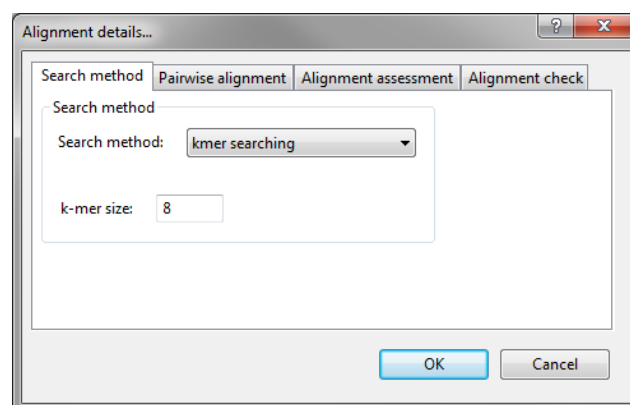 Alignment details...
Search method Pairwise alignment Alignment assessment Alignment check
Search method
Search method: kmer searching
k-mer size: 8
OK Cancel